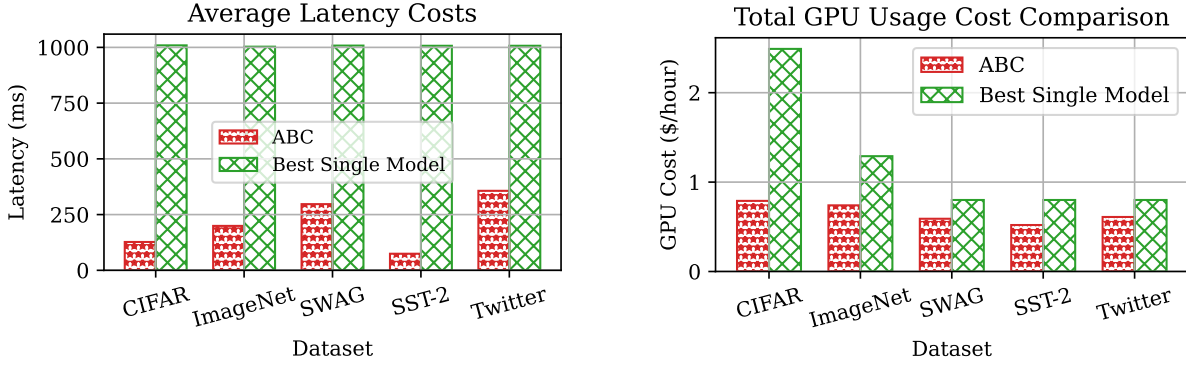 Average Latency Costs
Latency (ms)
1000
750
500
250
0
ABC
Best Single Model
CIFAR
ImageNet
SWAG
SST-2
Twitter
Dataset
Total GPU Usage Cost Comparison
GPU Cost ($/hour)
2
1
0
ABC
Best Single Model
CIFAR
ImageNet
SWAG
SST-2
Twitter
Dataset